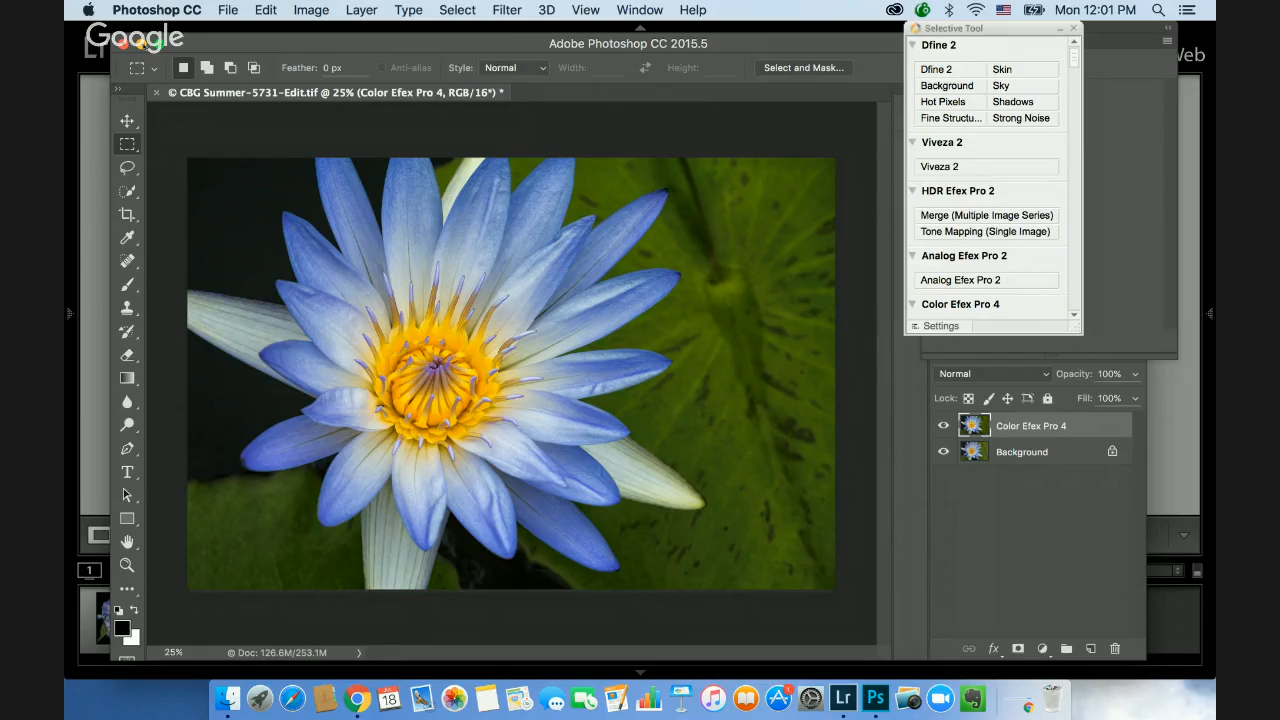 Photoshop CC File Edit Image Layer Type Select Filter 3D View Window Help Mon 12:01 PM
Google
Selective Tool
Adobe Photoshop CC 2015.5
Web
Feather: 0 px Anti-alias Style: Normal Width: Height: Select and Mask...
© CBG Summer-5731-Edit.tif @ 25% (Color Efex Pro 4, RGB/16*) *
Dfine 2
Dfine 2 Skin
Background Sky
Hot Pixels Shadows
Fine Structu... Strong Noise
Viveza 2
Viveza 2
HDR Efex Pro 2
Merge (Multiple Image Series)
Tone Mapping (Single Image)
Analog Efex Pro 2
Analog Efex Pro 2
Color Efex Pro 4
Settings
Normal Opacity: 100%
Lock: Fill: 100%
Color Efex Pro 4
Background
fx
1
25% Doc: 126.6M/253.1M
18
1
Lr Ps